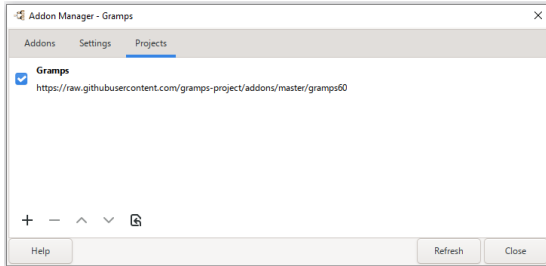 Addon Manager - Gramps
Addons Settings Projects
Gramps
https://raw.githubusercontent.com/gramps-project/addons/master/gramps60
Help Refresh Close